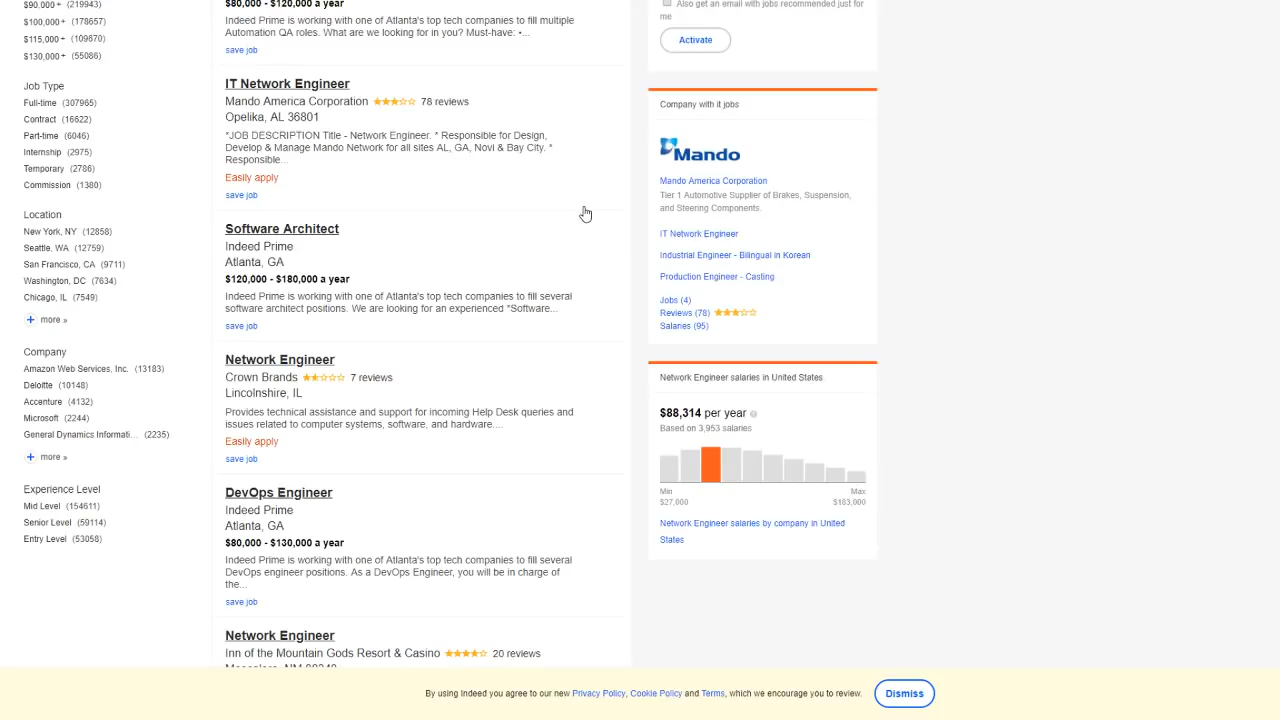 $90,000+ (219943)
$100,000+ (178657)
$115,000+ (109670)
$130,000+ (55086)
Job Type
Full-time (307965)
Contract (16622)
Part-time (6046)
Internship (2975)
Temporary (2786)
Commission (1380)
Location
New York, NY (12858)
Seattle, WA (12759)
San Francisco, CA (9711)
Washington, DC (7634)
Chicago, IL (7549)
+ more »
Company
Amazon Web Services, Inc. (13183)
Deloitte (10148)
Accenture (4132)
Microsoft (2244)
General Dynamics Informati... (2235)
+ more »
Experience Level
Mid Level (154611)
Senior Level (59114)
Entry Level (53058)
$80,000 - $120,000 a year
Indeed Prime is working with one of Atlanta's top tech companies to fill multiple
Automation QA roles. What are we looking for in you? Must-have: •...
save job
IT Network Engineer
Mando America Corporation 78 reviews
Opelika, AL 36801
*JOB DESCRIPTION Title - Network Engineer. * Responsible for Design,
Develop & Manage Mando Network for all sites AL, GA, Novi & Bay City. *
Responsible...
Easily apply
save job
Software Architect
Indeed Prime
Atlanta, GA
$120,000 - $180,000 a year
Indeed Prime is working with one of Atlanta's top tech companies to fill several
software architect positions. We are looking for an experienced *Software...
save job
Network Engineer
Crown Brands 7 reviews
Lincolnshire, IL
Provides technical assistance and support for incoming Help Desk queries and
issues related to computer systems, software, and hardware....
Easily apply
save job
DevOps Engineer
Indeed Prime
Atlanta, GA
$80,000 - $130,000 a year
Indeed Prime is working with one of Atlanta's top tech companies to fill several
DevOps engineer positions. As a DevOps Engineer, you will be in charge of
the...
save job
Network Engineer
Inn of the Mountain Gods Resort & Casino 20 reviews
Mescalero, NM 88340
Also get an email with jobs recommended just for
me
Activate
Company with it jobs
Mando
Mando America Corporation
Tier 1 Automotive Supplier of Brakes, Suspension,
and Steering Components.
IT Network Engineer
Industrial Engineer - Bilingual in Korean
Production Engineer - Casting
Jobs (4)
Reviews (78)
Salaries (95)
Network Engineer salaries in United States
$88,314 per year
Based on 3,953 salaries
Min Max
$27,000 $183,000
Network Engineer salaries by company in United
States
By using Indeed you agree to our new Privacy Policy, Cookie Policy and Terms, which we encourage you to review.
Dismiss